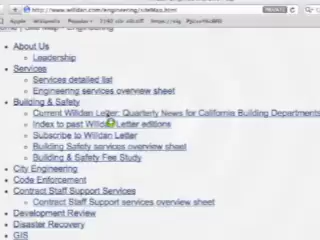 http://www.willdan.com/engineering/siteMap.html
Apple Wikipedia Popular
About Us
Leadership
Services
Services detailed list
Engineering services overview sheet
Building & Safety
Current Willdan Letter: Quarterly News for California Building Departments
Index to past Willdan Letter editions
Subscribe to Willdan Letter
Building Safety services overview sheet
Building & Safety Fee Study
City Engineering
Code Enforcement
Contract Staff Support Services
Contract Staff Support services overview sheet
Development Review
Disaster Recovery
GIS